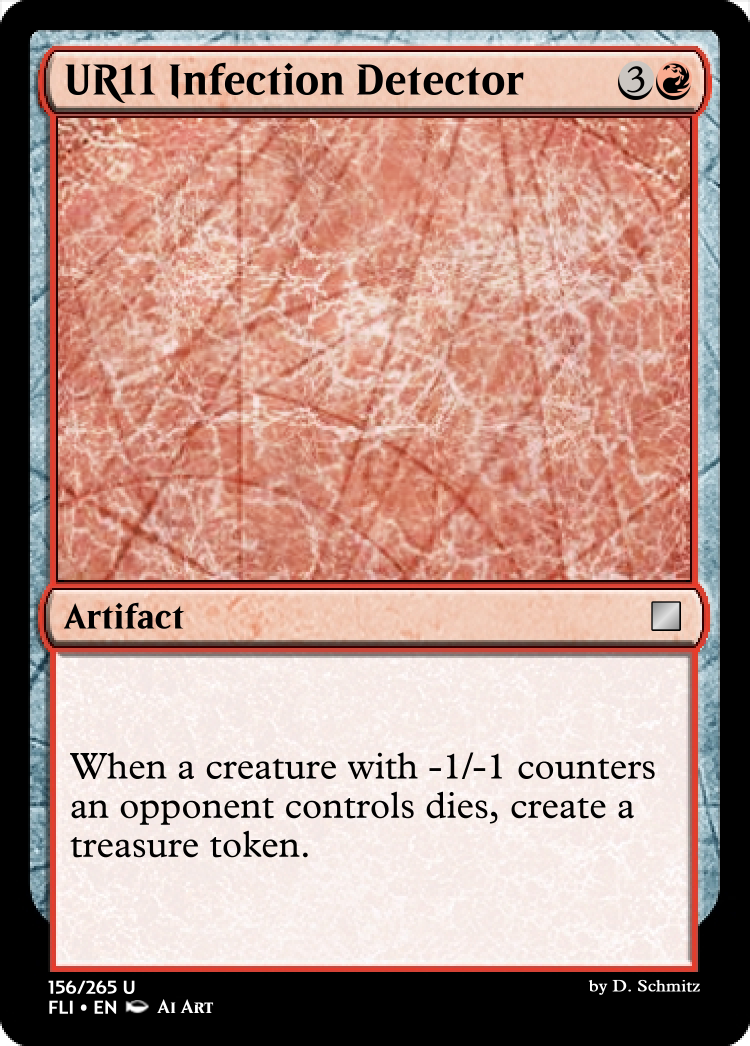 UR11 Infection Detector 3
Artifact
When a creature with -1/-1 counters
an opponent controls dies, create a
treasure token.
156/265 U
by D. Schmitz
FLI • EN AI ART